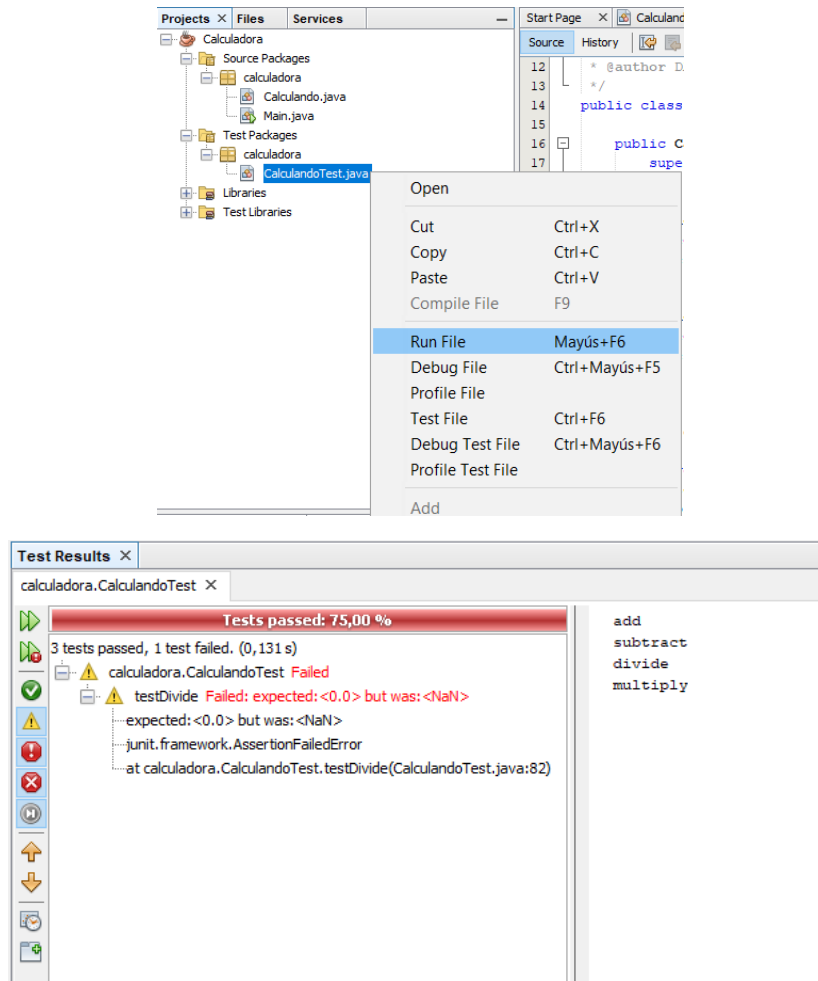 Projects × Files Services
Start Page × Calculand
Calculadora
Source History
Source Packages
12 * @author D
calculadora
13 */
Calculando.java
14 public class
Main.java
15
Test Packages
16 public C
calculadora
17 supe
CalculandoTest.java
Libraries
Test Libraries
Open
Cut Ctrl+X
Copy Ctrl+C
Paste Ctrl+V
Compile File F9
Run File Mayús+F6
Debug File Ctrl+Mayús+F5
Profile File
Test File Ctrl+F6
Debug Test File Ctrl+Mayús+F6
Profile Test File
Add
Test Results ×
calculadora.CalculandoTest ×
Tests passed: 75,00 %
3 tests passed, 1 test failed. (0,131 s)
calculadora.CalculandoTest Failed
testDivide Failed: expected:<0.0> but was:<NaN>
expected:<0.0> but was:<NaN>
junit.framework.AssertionFailedError
at calculadora.CalculandoTest.testDivide(CalculandoTest.java:82)
add
subtract
divide
multiply